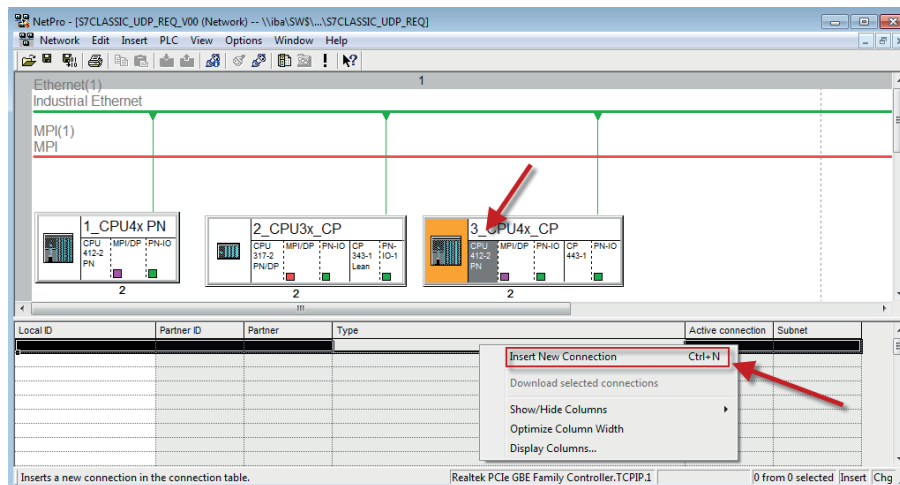 NetPro - [S7CLASSIC_UDP_REQ_V00 (Network) -- \\iba\SW$\...\S7CLASSIC_UDP_REQ]
Network Edit Insert PLC View Options Window Help
1
Ethernet(1)
Industrial Ethernet
MPI(1)
MPI
1_CPU4x PN
CPU 412-2 PN
MPI/DP
PN-IO
2
2_CPU3x_CP
CPU 317-2 PN/DP
MPI/DP
PN-IO
CP 343-1 Lean
PN-IO-1
2
3_CPU4x_CP
CPU 412-2 PN
MPI/DP
PN-IO
CP 443-1
PN-IO
2
Local ID Partner ID Partner Type Active connection Subnet
Insert New Connection Ctrl+N
Download selected connections
Show/Hide Columns
Optimize Column Width
Display Columns...
Inserts a new connection in the connection table. Realtek PCIe GBE Family Controller.TCPIP.1 0 from 0 selected Insert Chg